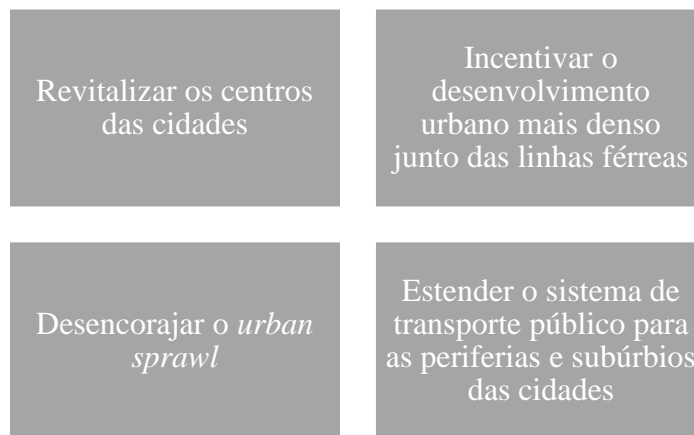 Revitalizar os centros
das cidades
Incentivar o
desenvolvimento
urbano mais denso
junto das linhas férreas
Desencorajar o urban
sprawl
Estender o sistema de
transporte público para
as periferias e subúrbios
das cidades